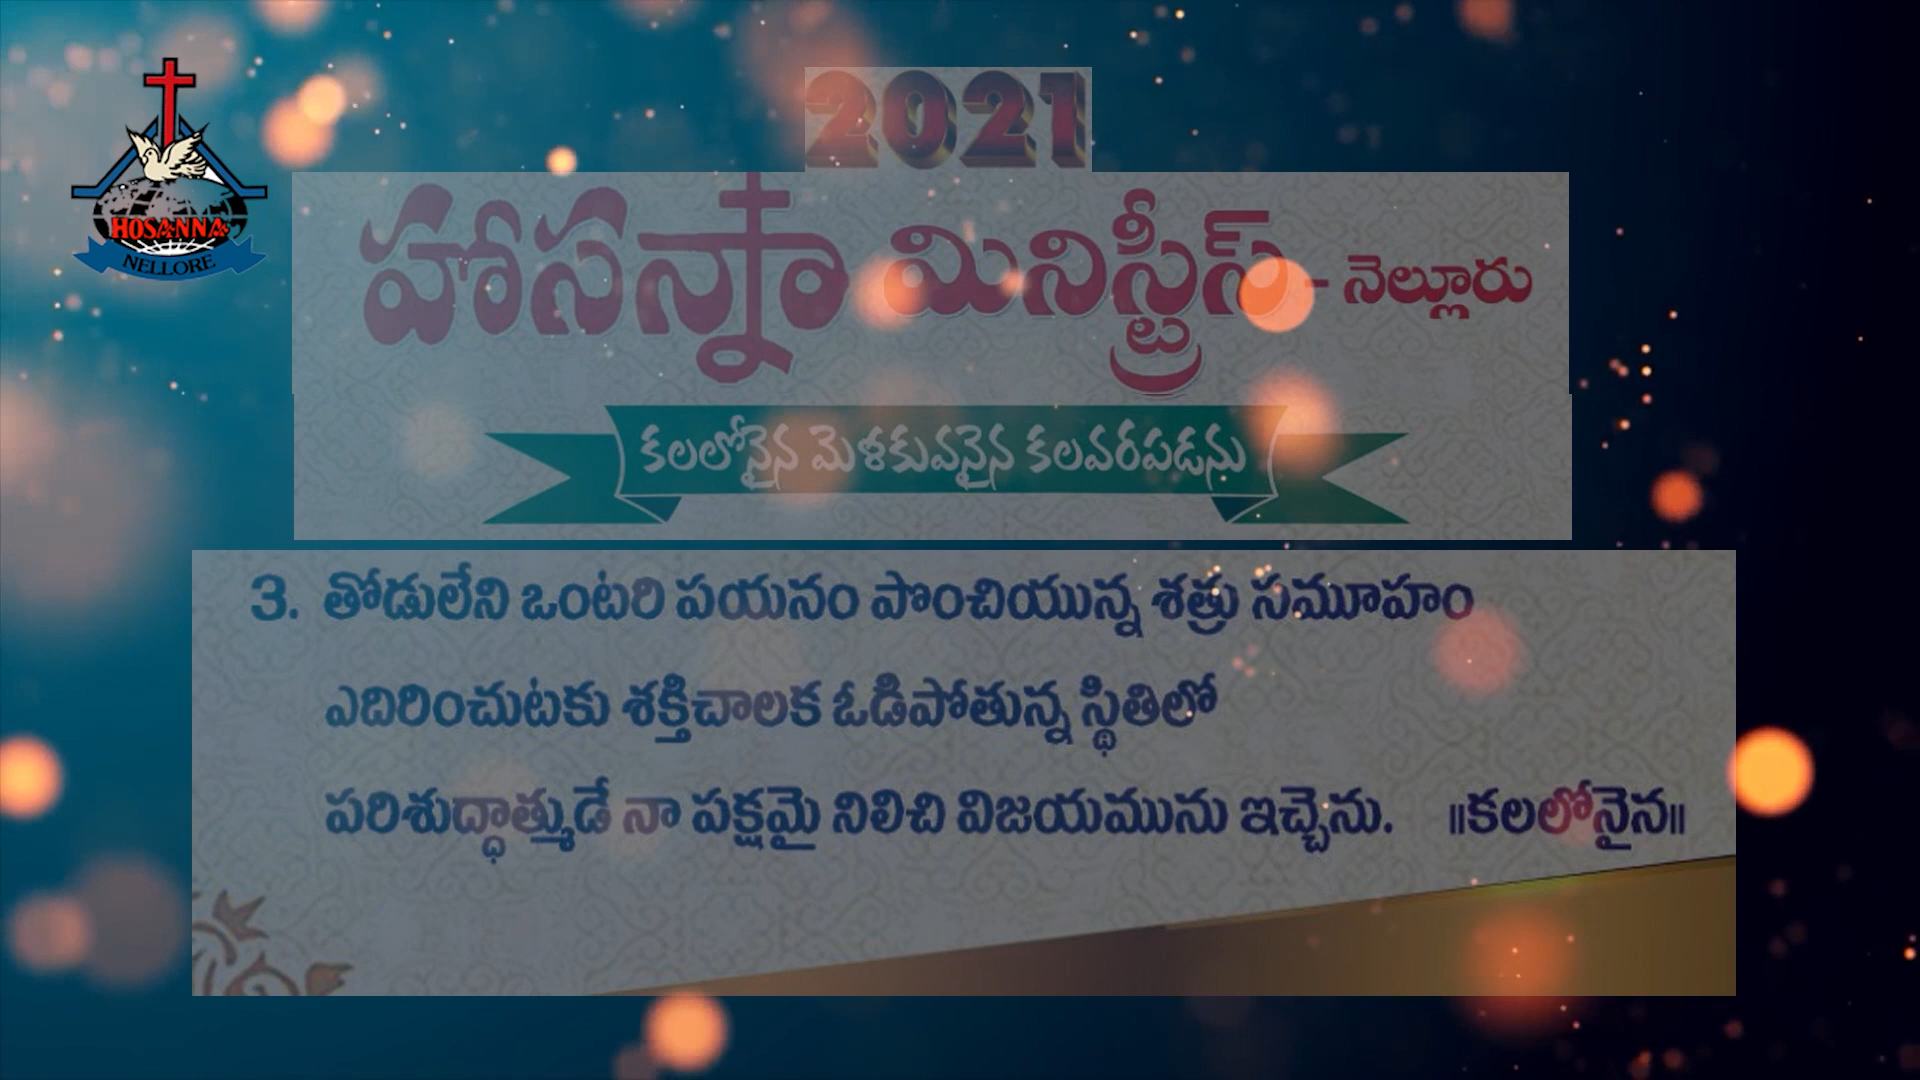 2021
HOSANNA
NELLORE
హోసన్నా మినిస్ట్రీస్ - నెల్లూరు
కలలోనైన మెళకువనైన కలవరపడను
3. తోడులేని ఒంటరి పయనం పొంచియున్న శత్రు సమూహం
ఎదిరించుటకు శక్తిచాలక ఓడిపోతున్న స్థితిలో
పరిశుద్ధాత్ముడే నా పక్షమై నిలిచి విజయమును ఇచ్చెను. ॥కలలోనైన॥